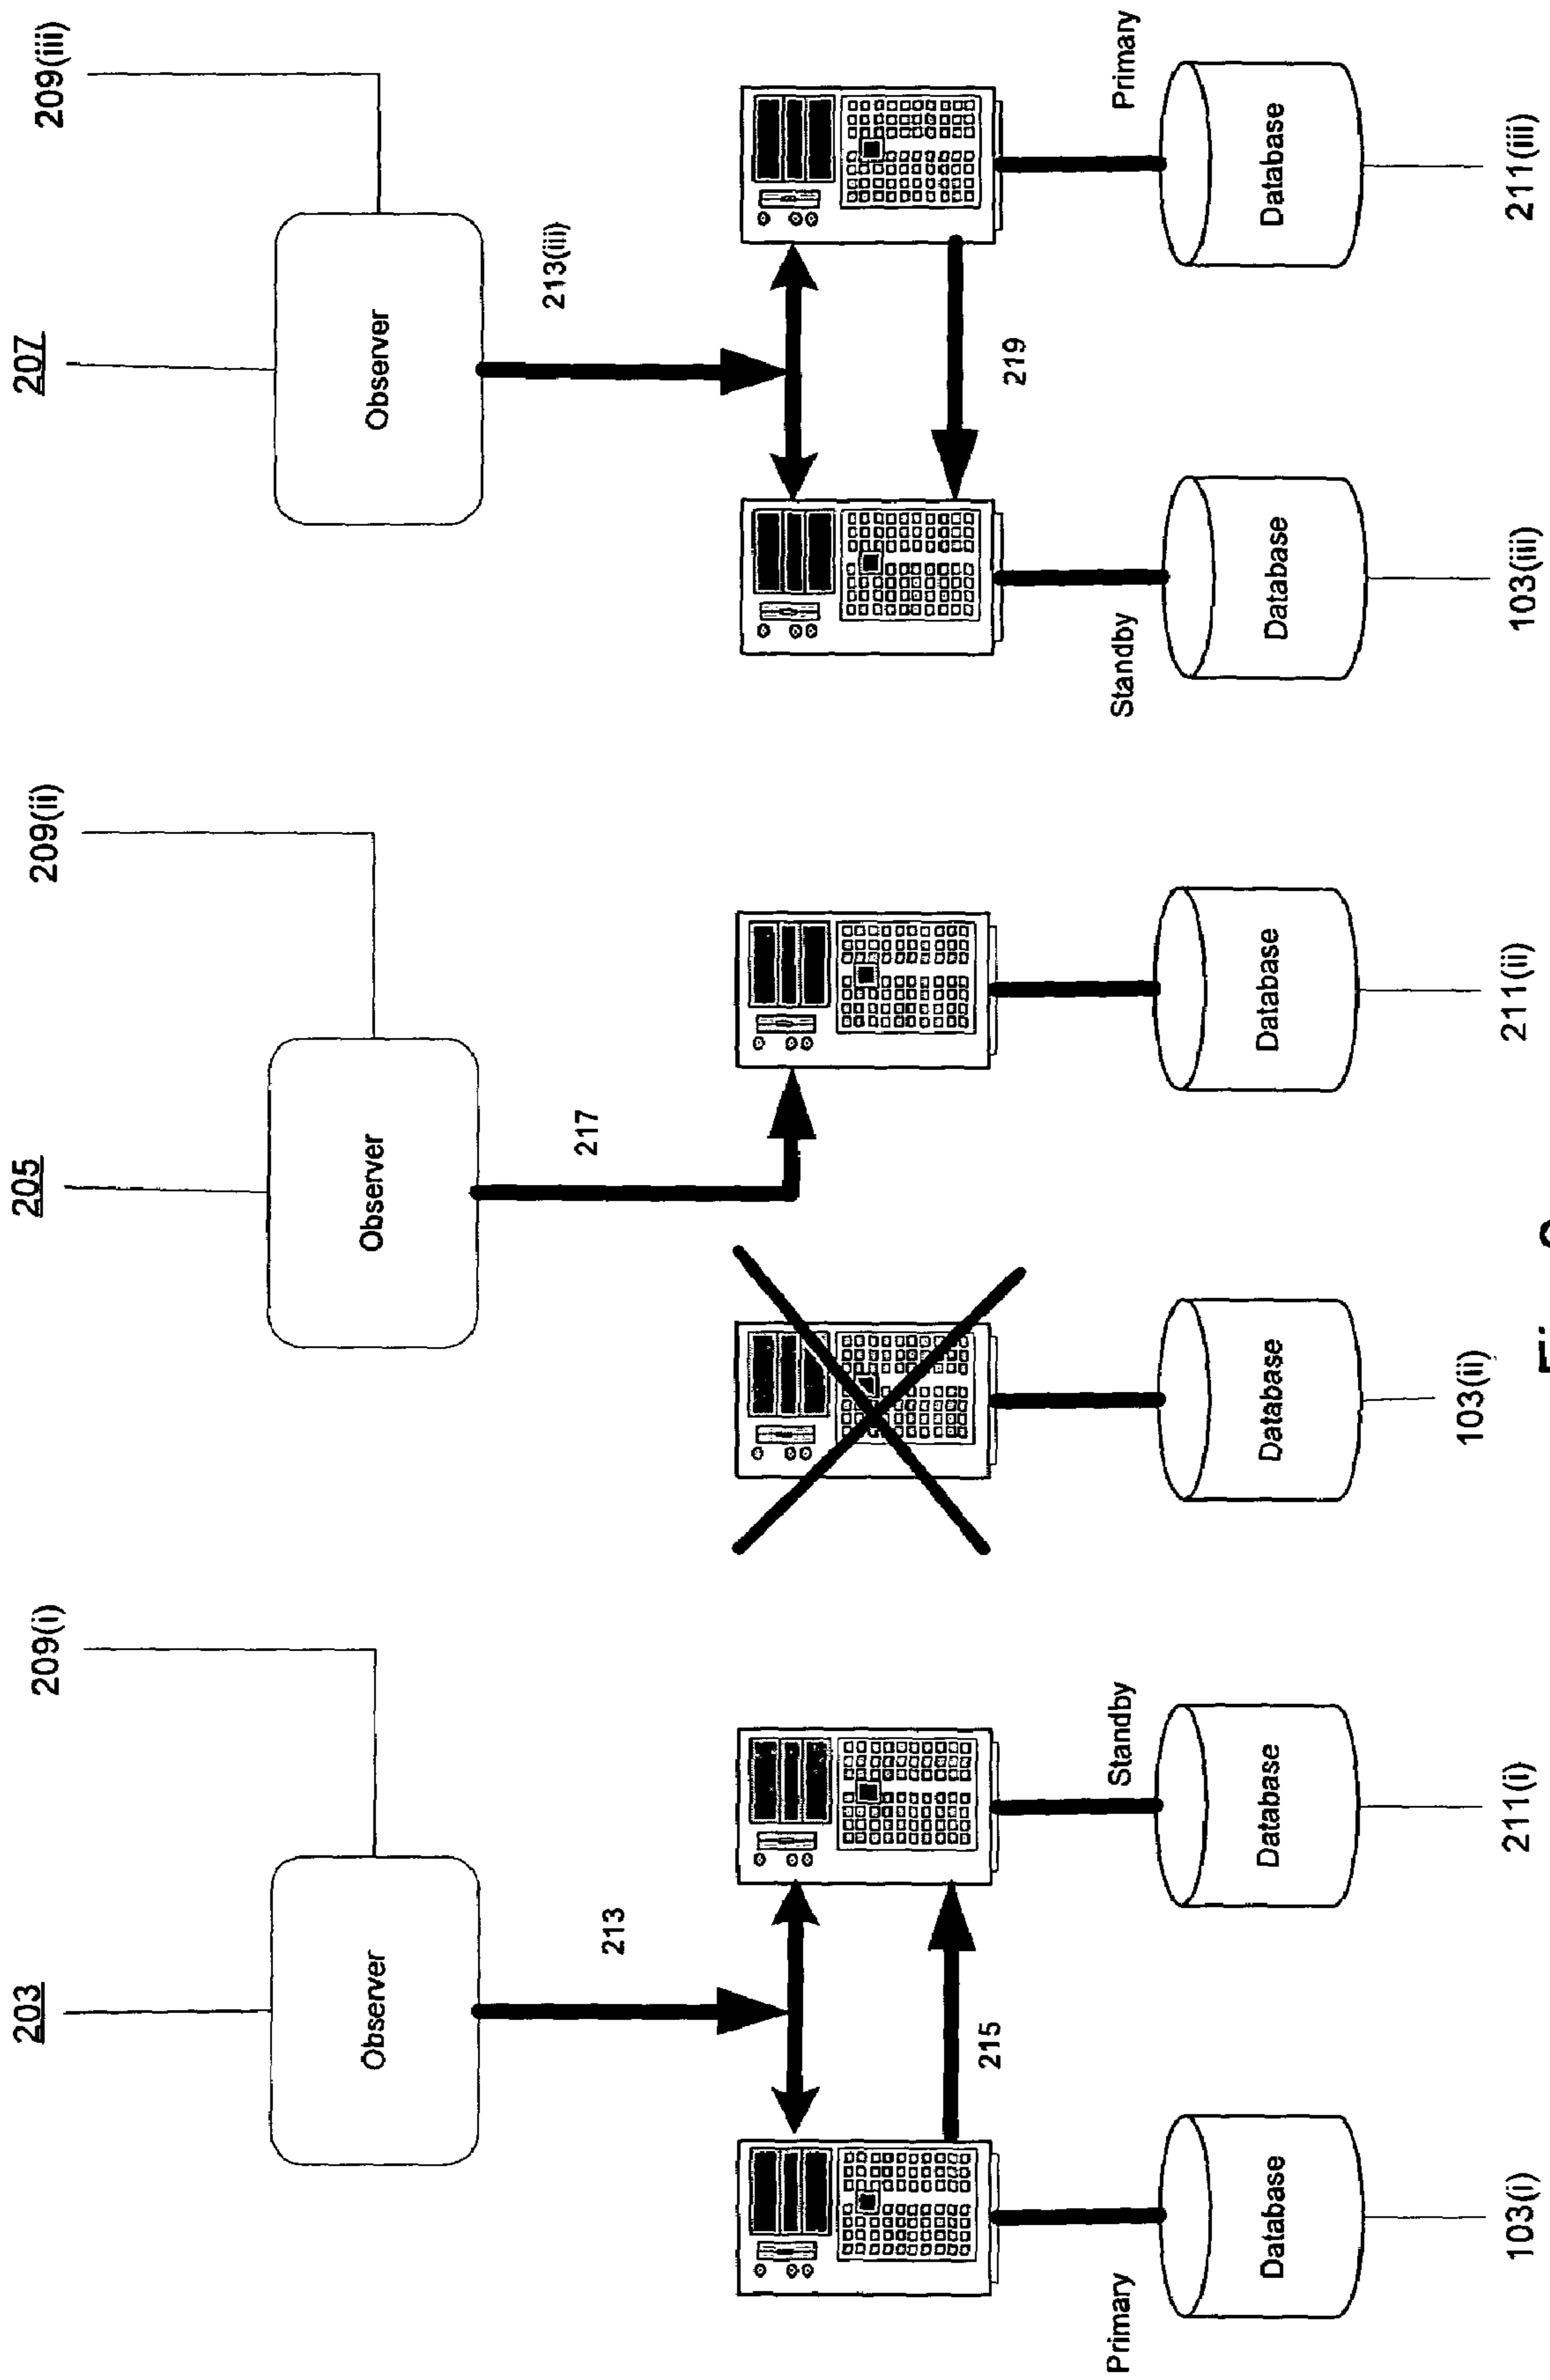 203
209(i)
Observer
213
215
Primary
Standby
Database
Database
103(i)
211(i)
205
209(ii)
Observer
217
Database
Database
103(ii)
211(ii)
207
209(iii)
Observer
213(iii)
219
Standby
Primary
Database
Database
103(iii)
211(iii)